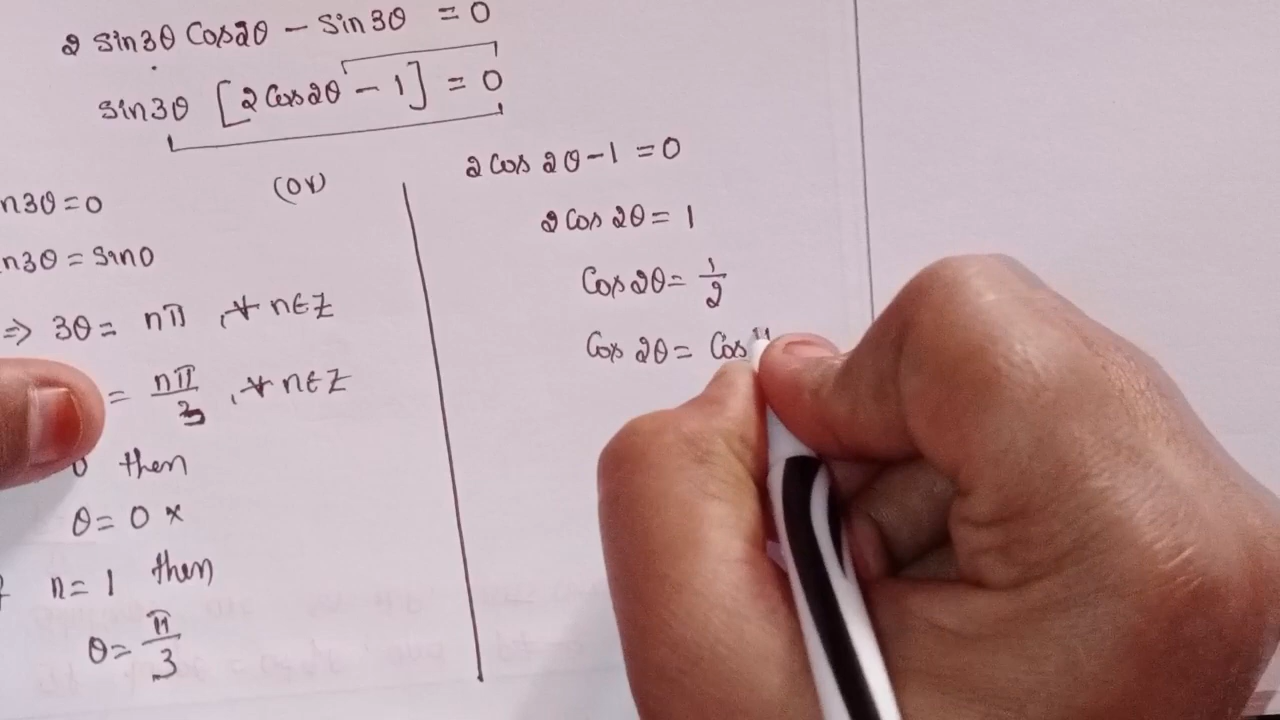 2 sin3θ Cos2θ - sin3θ = 0
sin3θ [2 Cos2θ - 1] = 0
(or)
n3θ = 0
n3θ = sin0
⇒ 3θ = nπ, ∀ n∈Z
= nπ/3, ∀ n∈Z
then
θ = 0 ×
n = 1 then
θ = π/3
2 Cos 2θ - 1 = 0
2 Cos 2θ = 1
Cos 2θ = 1/2
Cos 2θ = Cos